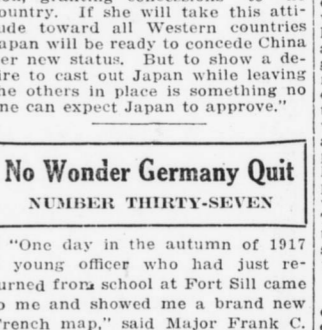 ountry. If she will take this atti-
ude toward all Western countries
apan will be ready to concede China
er new status. But to show a de-
ire to cast out Japan while leaving
he others in place is something no
ne can expect Japan to approve."
No Wonder Germany Quit
NUMBER THIRTY-SEVEN
"One day in the autumn of 1917
young officer who had just re-
urned from school at Fort Sill came
o me and showed me a brand new
rench map," said Major Frank C.